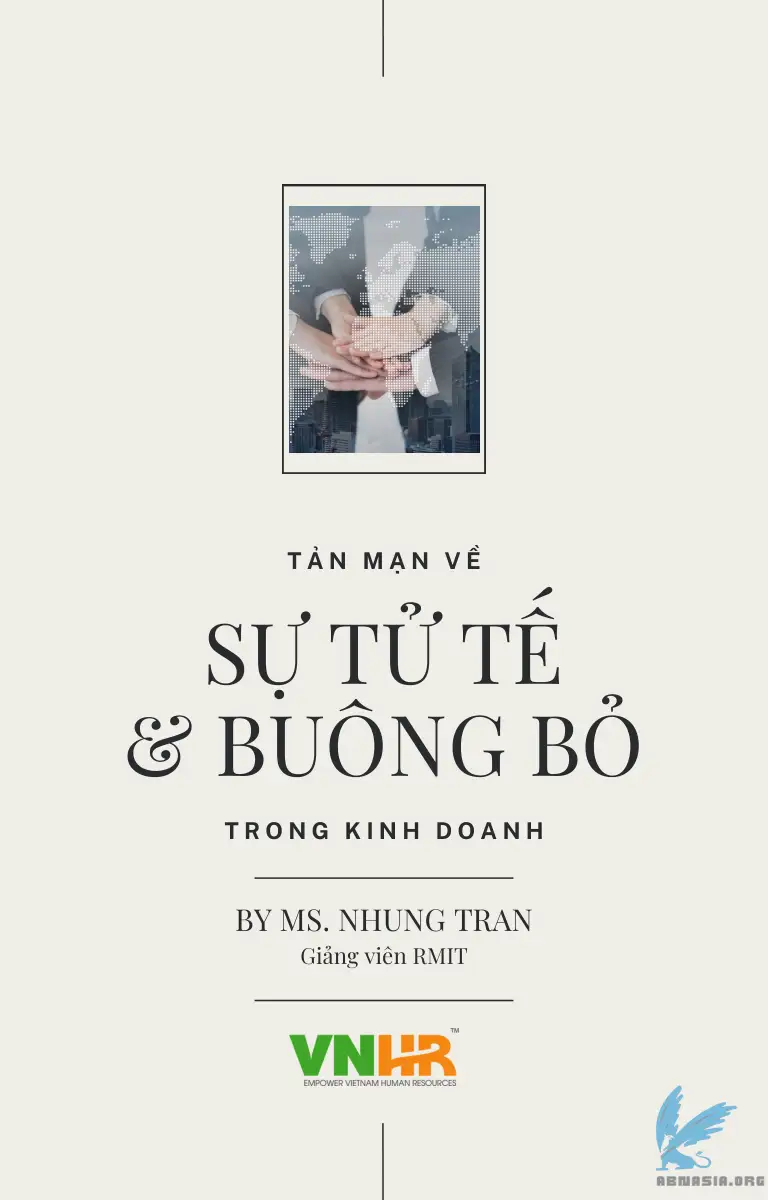 TẢN MẠN VỀ
SỰ TỬ TẾ
& BUÔNG BỎ
TRONG KINH DOANH
BY MS. NHUNG TRAN
Giảng viên RMIT
VNHR™
EMPOWER VIETNAM HUMAN RESOURCES
ABNASIA.ORG